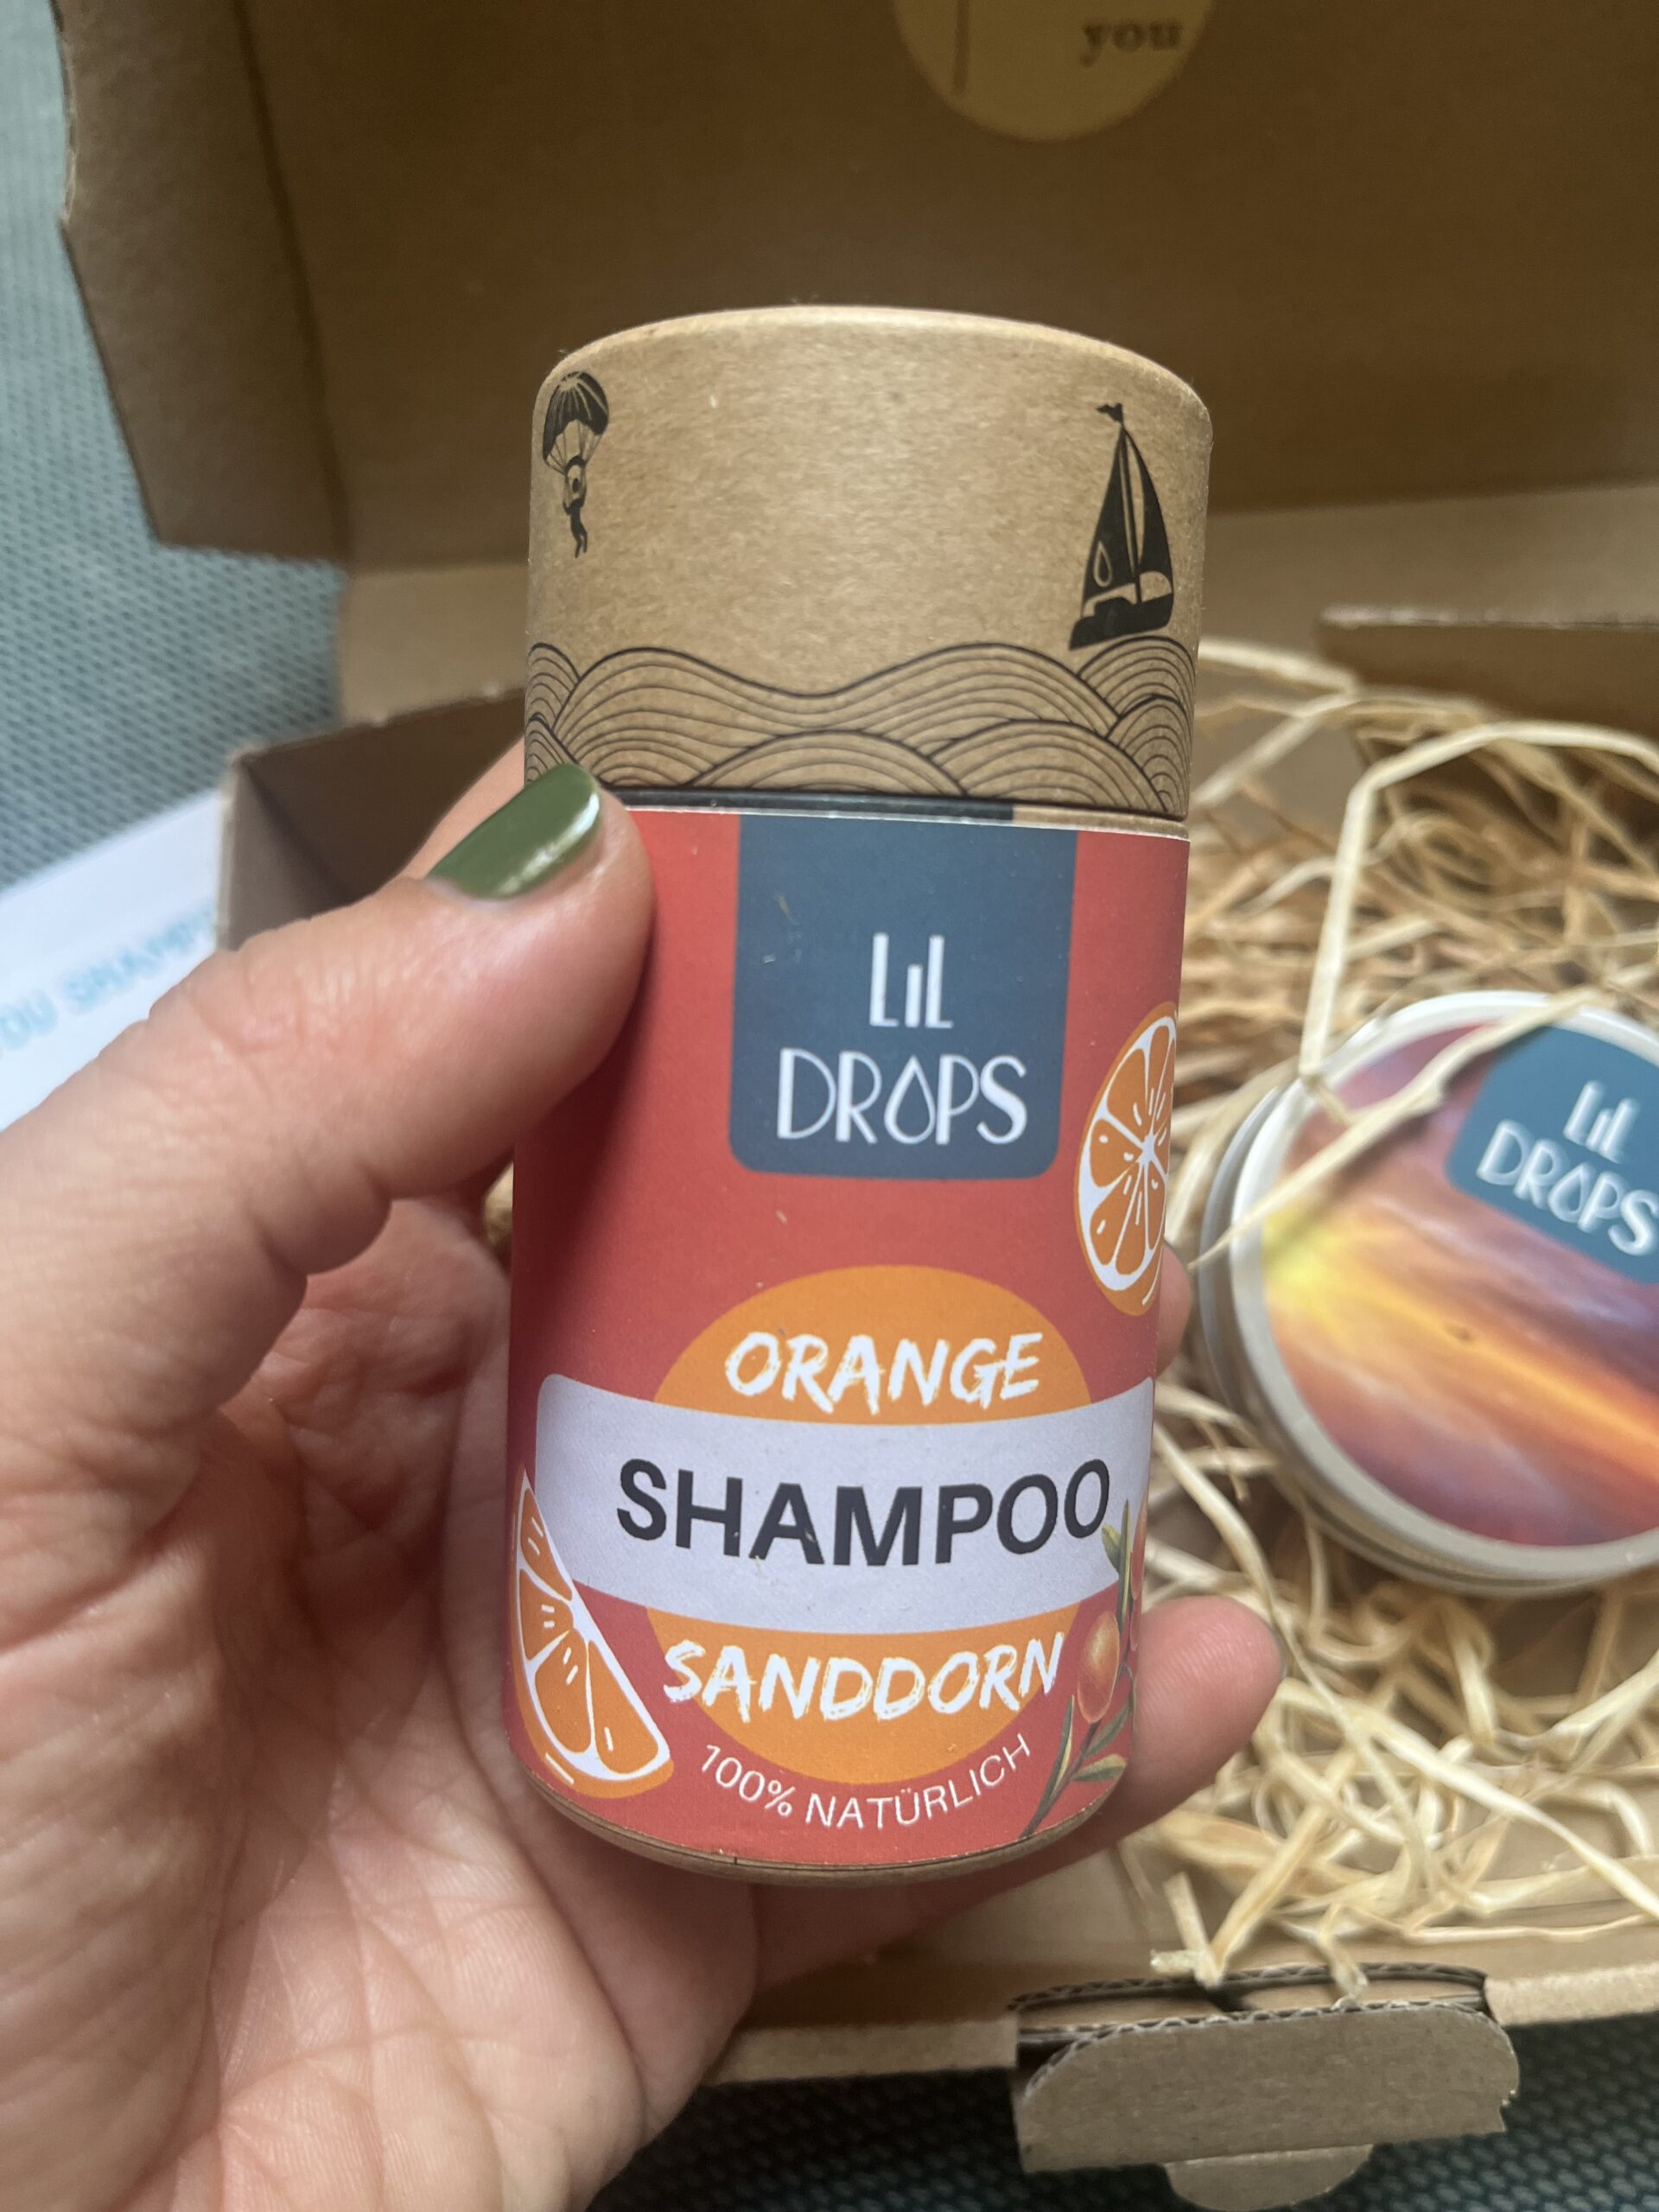 you
LiL
DROPS
ORANGE
SHAMPOO
SANDDORN
100% NATÜRLICH
LiL
DROPS